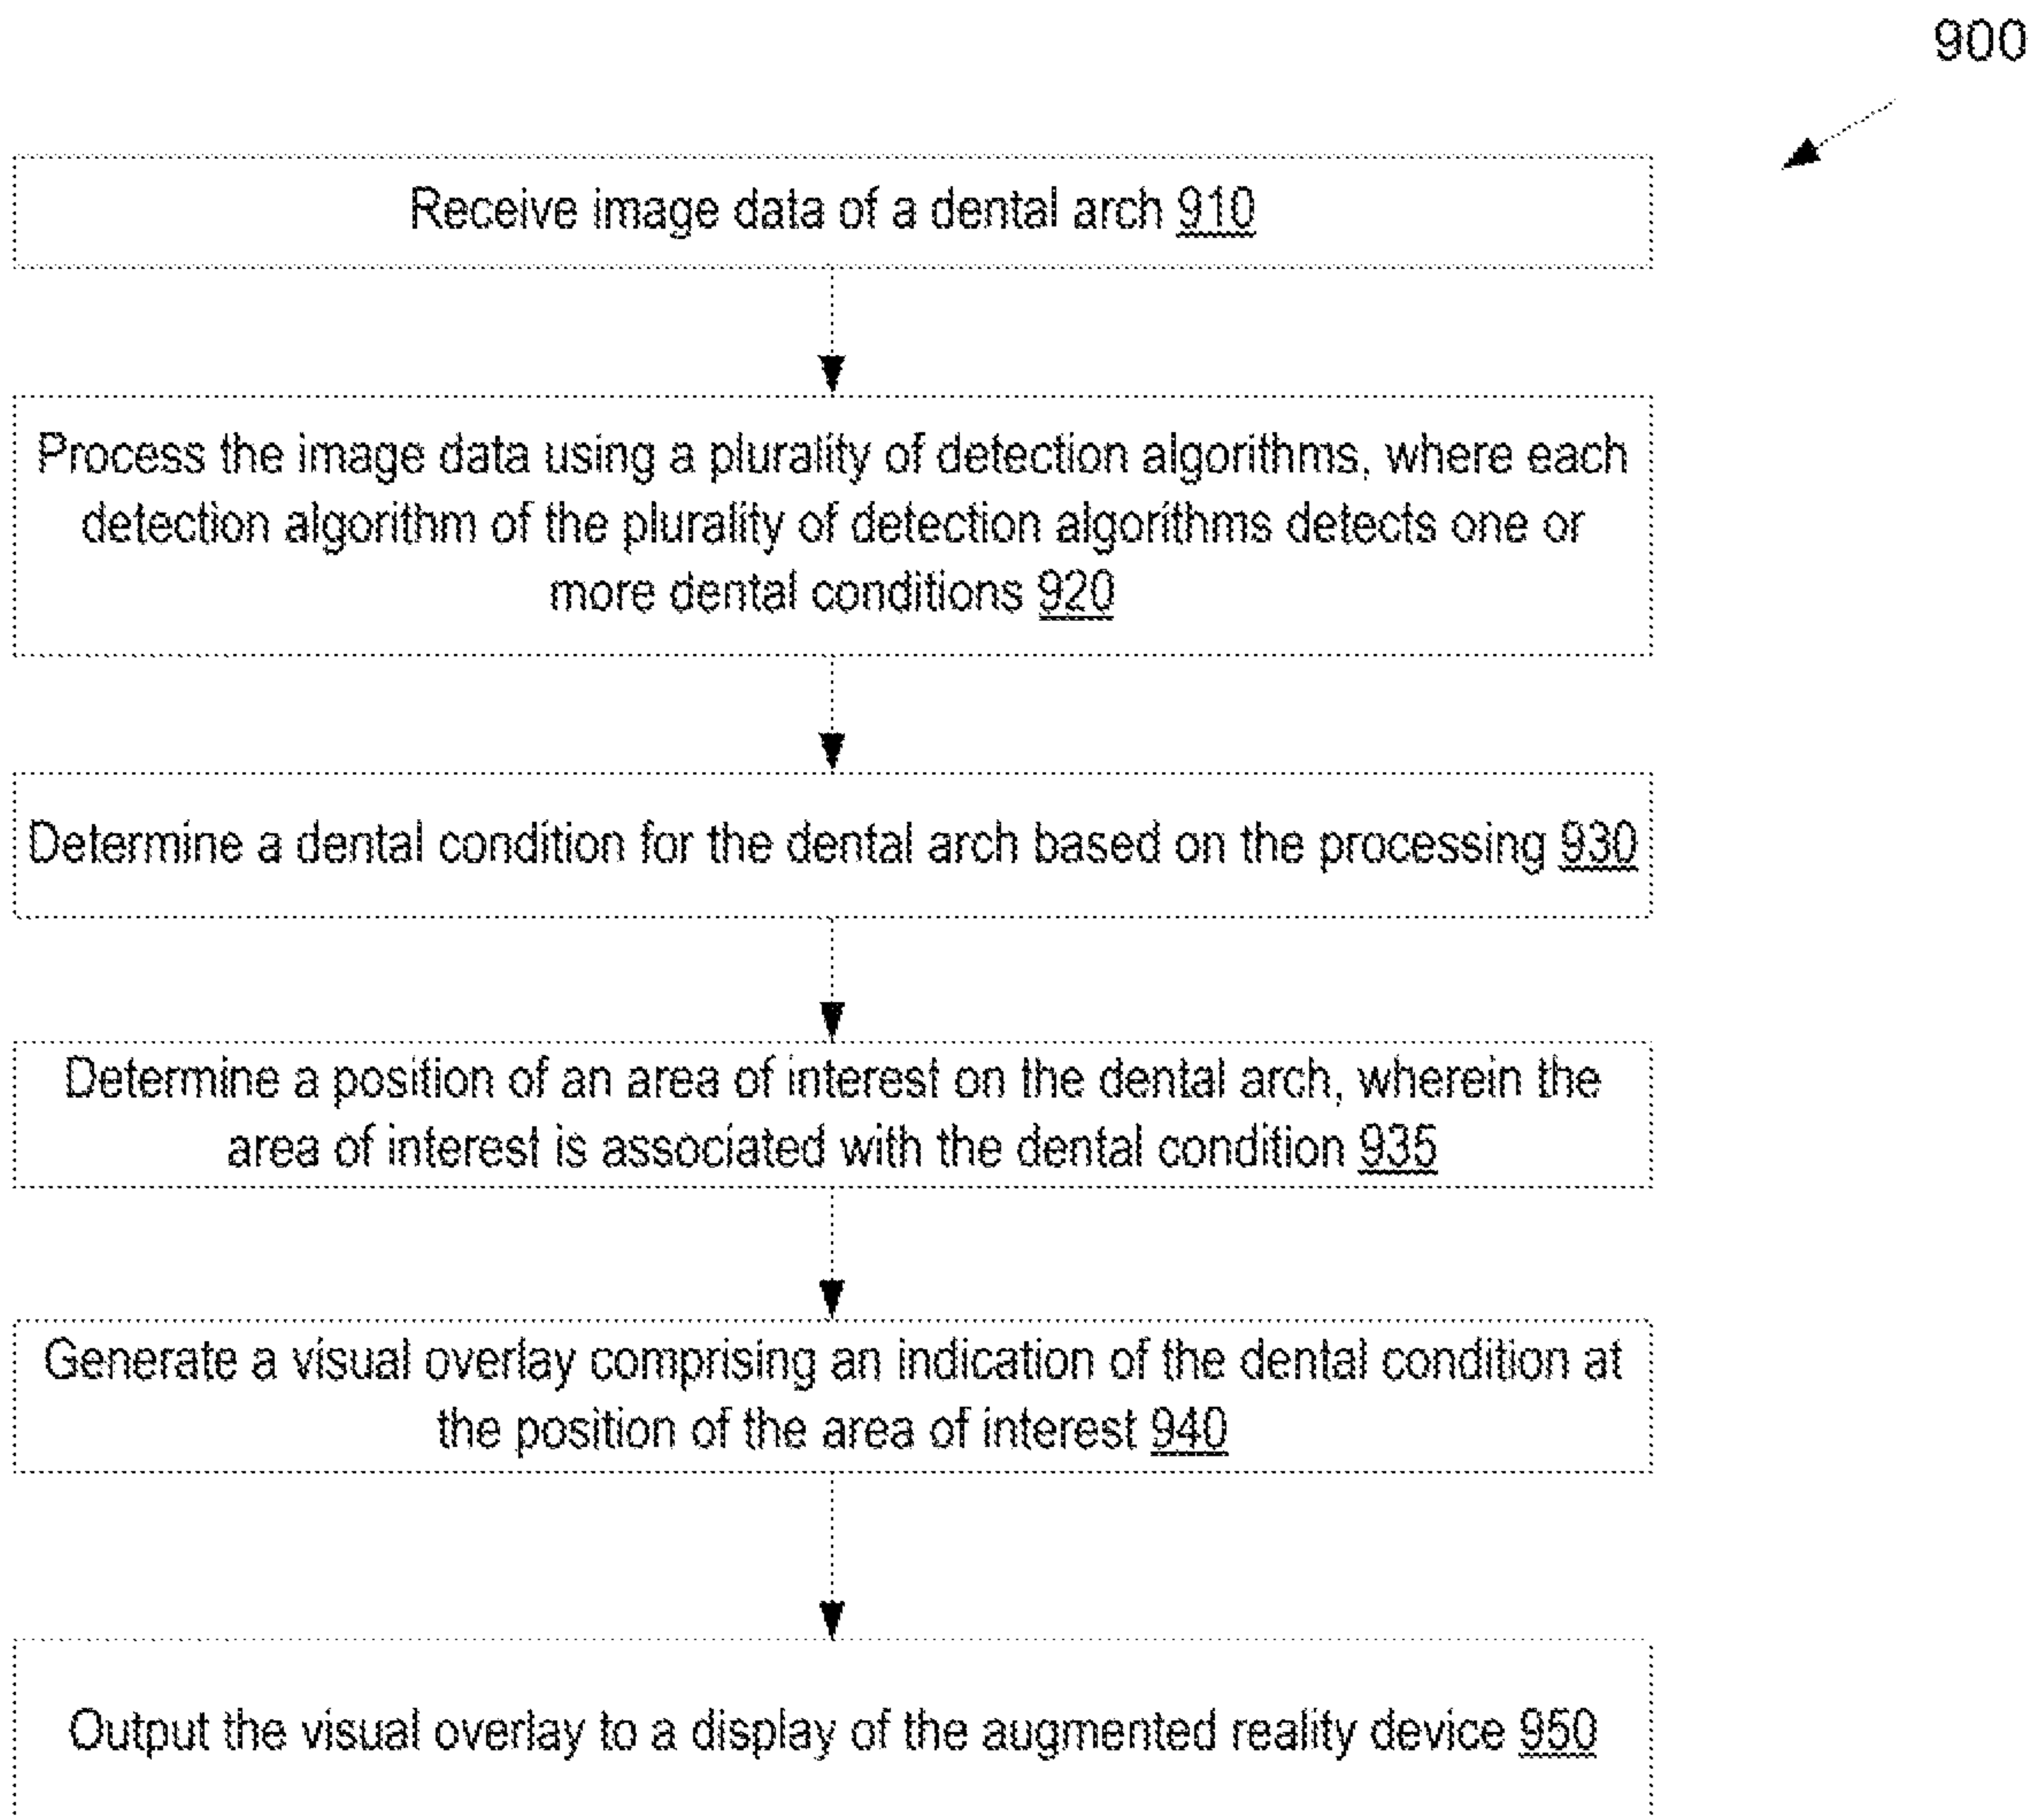 900
Receive image data of a dental arch 910
Process the image data using a plurality of detection algorithms, where each
detection algorithm of the plurality of detection algorithms detects one or
more dental conditions 920
Determine a dental condition for the dental arch based on the processing 930
Determine a position of an area of interest on the dental arch, wherein the
area of interest is associated with the dental condition 935
Generate a visual overlay comprising an indication of the dental condition at
the position of the area of interest 940
Output the visual overlay to a display of the augmented reality device 950